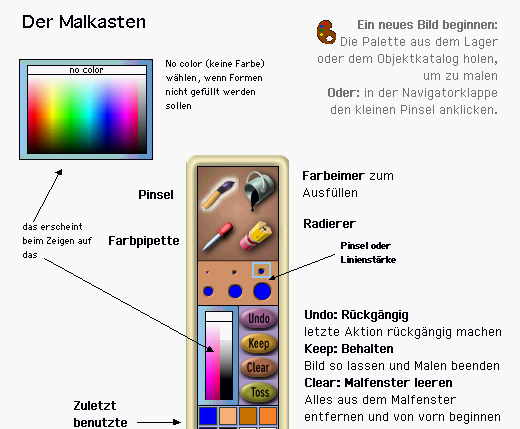 Der Malkasten
Ein neues Bild beginnen:
Die Palette aus dem Lager
oder dem Objektkatalog holen,
um zu malen
Oder: in der Navigatorklappe
den kleinen Pinsel anklicken.
no color
No color (keine Farbe)
wählen, wenn Formen
nicht gefüllt werden
sollen
Pinsel
Farbeimer zum
Ausfüllen
das erscheint
beim Zeigen auf
das
Farbpipette
Radierer
Pinsel oder
Linienstärke
Undo
Keep
Clear
Toss
Undo: Rückgängig
letzte Aktion rückgängig machen
Keep: Behalten
Bild so lassen und Malen beenden
Clear: Malfenster leeren
Alles aus dem Malfenster
entfernen und von vorn beginnen
Zuletzt
benutzte